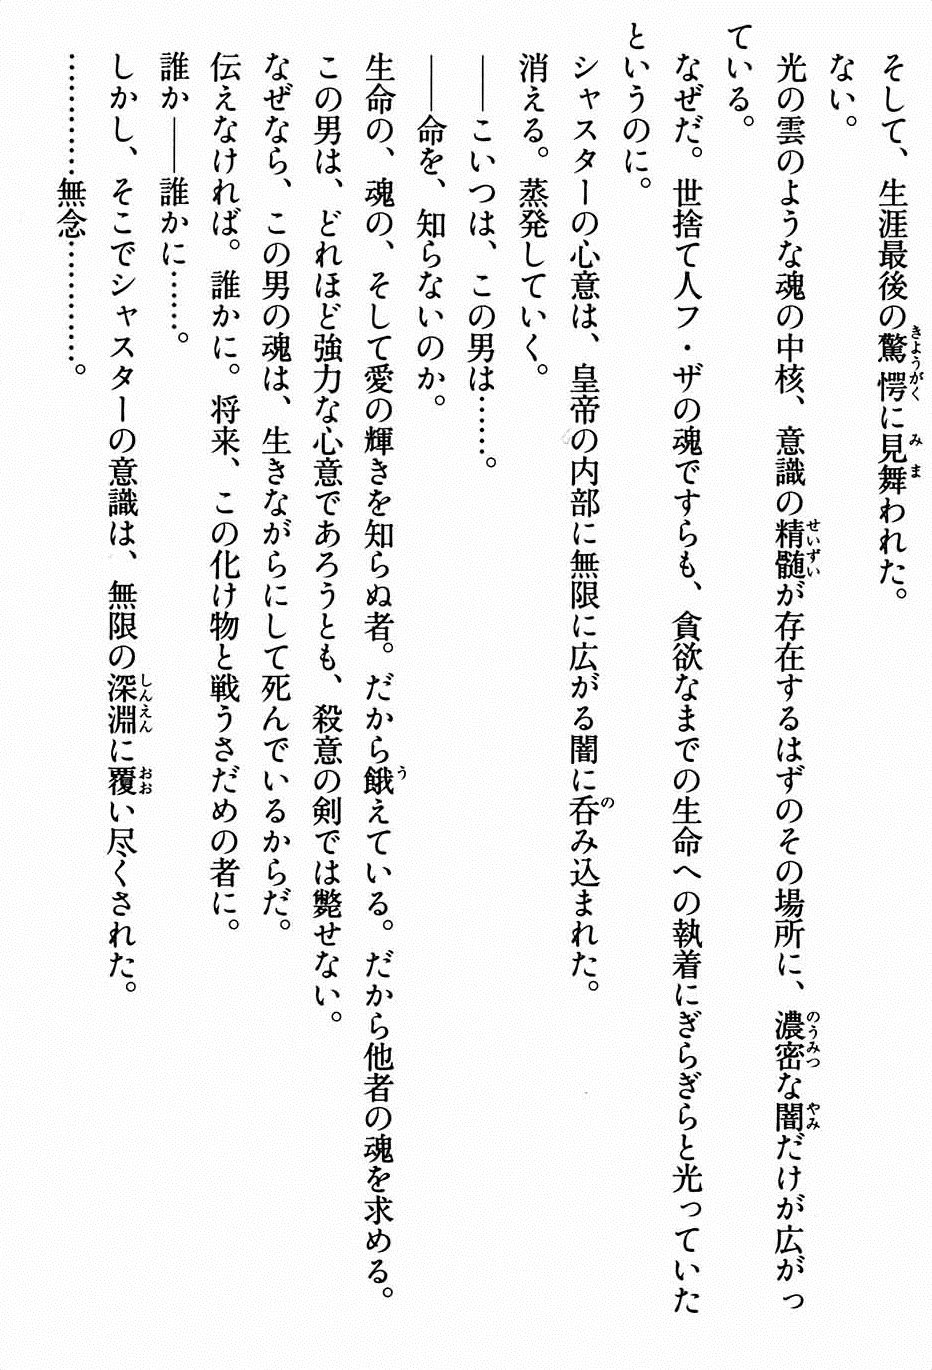 そして、生涯最後の驚愕に見舞われた。
ない。
光の雲のような魂の中核、意識の精髄が存在するはずのその場所に、濃密な闇だけが広がっ
ている。
なぜだ。世捨て人フ・ザの魂ですらも、貪欲なまでの生命への執着にぎらぎらと光っていた
というのに。
シャスターの心意は、皇帝の内部に無限に広がる闇に呑み込まれた。
消える。蒸発していく。
――こいつは、この男は……。
――命を、知らないのか。
生命の、魂の、そして愛の輝きを知らぬ者。だから餓えている。だから他者の魂を求める。
この男は、どれほど強力な心意であろうとも、殺意の剣では斃せない。
なぜなら、この男の魂は、生きながらにして死んでいるからだ。
伝えなければ。誰かに。将来、この化け物と戦うさだめの者に。
誰か――誰かに……。
しかし、そこでシャスターの意識は、無限の深淵に覆い尽くされた。
…………無念…………。